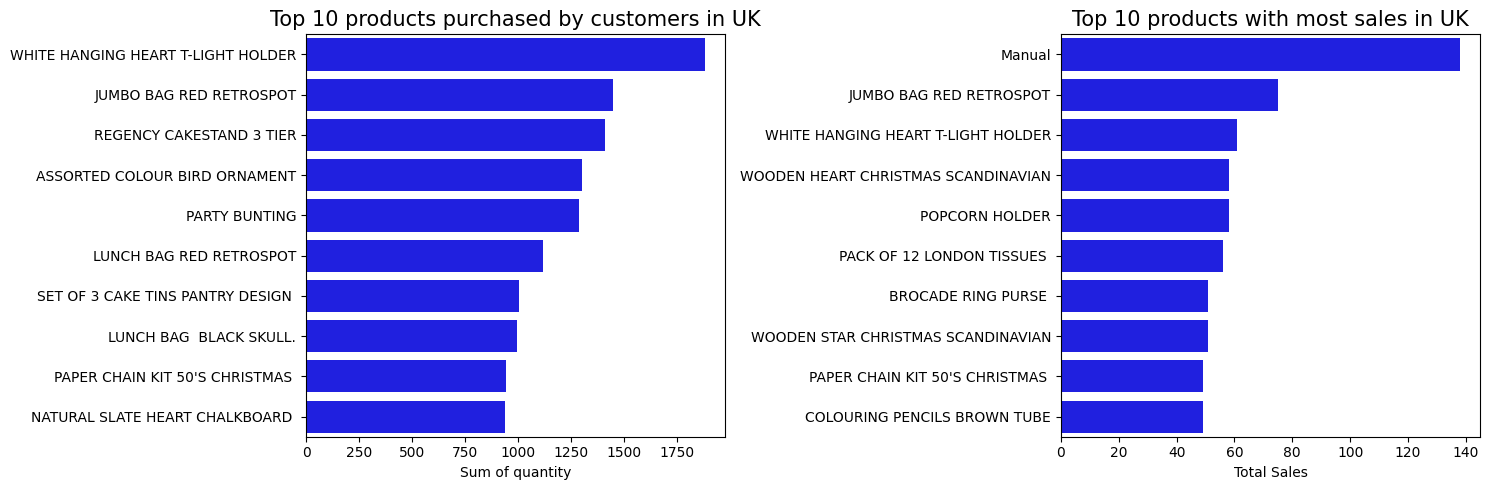 Top 10 products purchased by customers in UK
WHITE HANGING HEART T-LIGHT HOLDER
JUMBO BAG RED RETROSPOT
REGENCY CAKESTAND 3 TIER
ASSORTED COLOUR BIRD ORNAMENT
PARTY BUNTING
LUNCH BAG RED RETROSPOT
SET OF 3 CAKE TINS PANTRY DESIGN
LUNCH BAG  BLACK SKULL.
PAPER CHAIN KIT 50'S CHRISTMAS
NATURAL SLATE HEART CHALKBOARD
0 250 500 750 1000 1250 1500 1750
Sum of quantity
Top 10 products with most sales in UK
Manual
JUMBO BAG RED RETROSPOT
WHITE HANGING HEART T-LIGHT HOLDER
WOODEN HEART CHRISTMAS SCANDINAVIAN
POPCORN HOLDER
PACK OF 12 LONDON TISSUES
BROCADE RING PURSE
WOODEN STAR CHRISTMAS SCANDINAVIAN
PAPER CHAIN KIT 50'S CHRISTMAS
COLOURING PENCILS BROWN TUBE
0 20 40 60 80 100 120 140
Total Sales